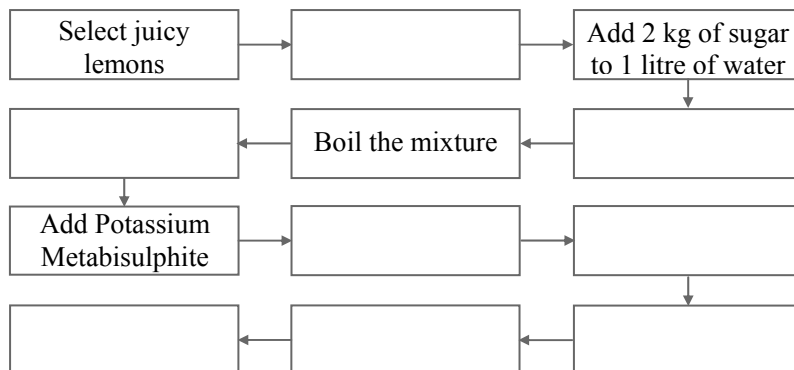 Select juicy
lemons
Add 2 kg of sugar
to 1 litre of water
Boil the mixture
Add Potassium
Metabisulphite